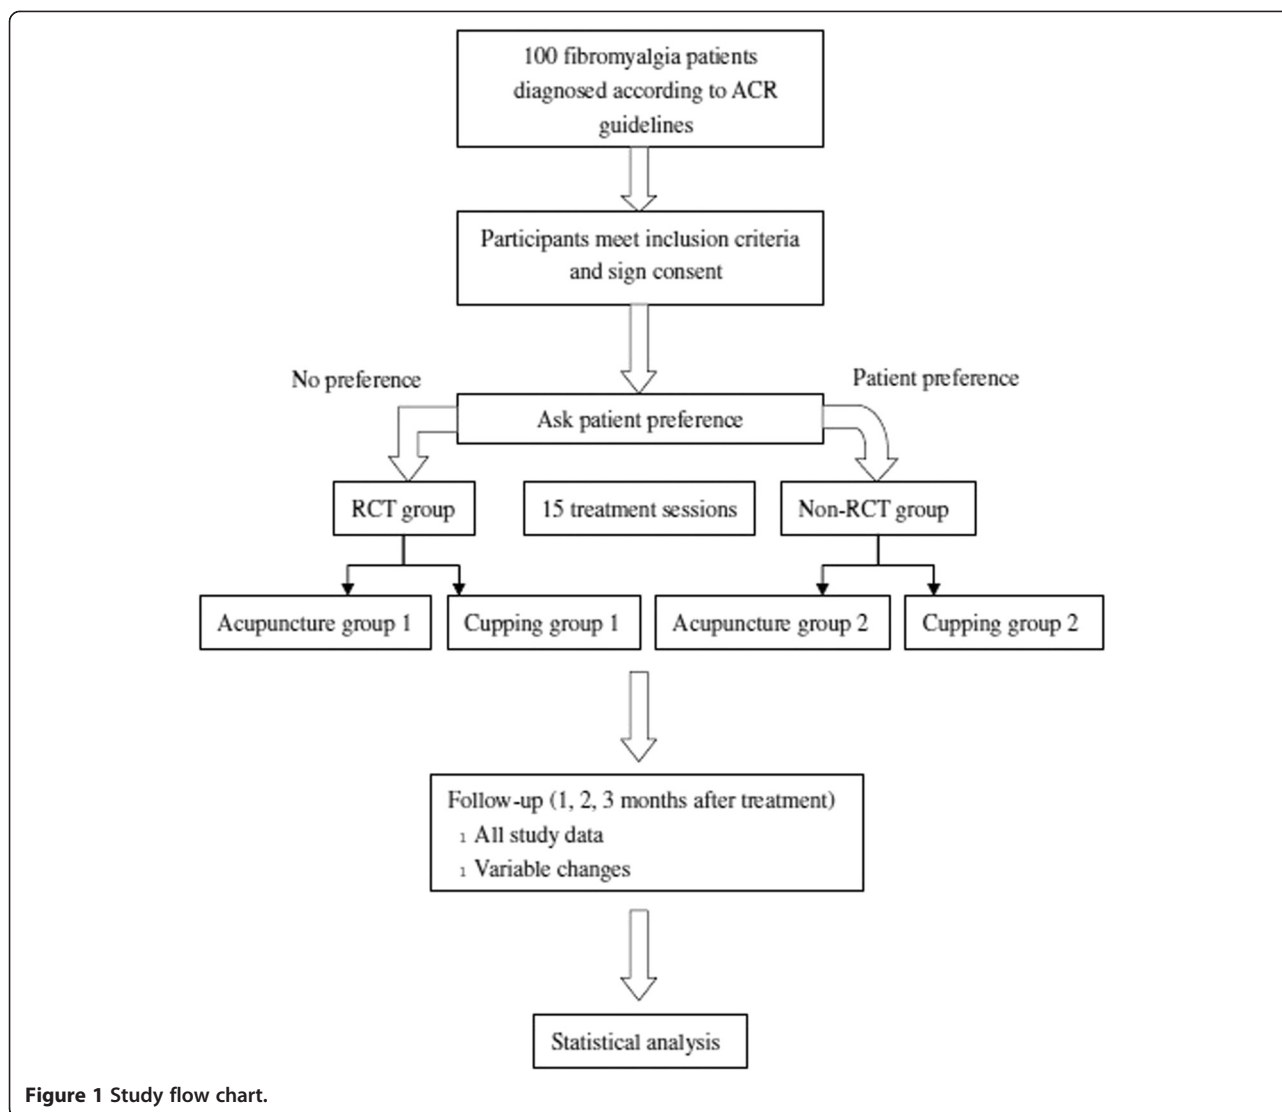 100 fibromyalgia patients
diagnosed according to ACR
guidelines
Participants meet inclusion criteria
and sign consent
No preference
Patient preference
Ask patient preference
RCT group
15 treatment sessions
Non-RCT group
Acupuncture group 1
Cupping group 1
Acupuncture group 2
Cupping group 2
Follow-up (1, 2, 3 months after treatment)
1 All study data
1 Variable changes
Statistical analysis
Figure 1 Study flow chart.